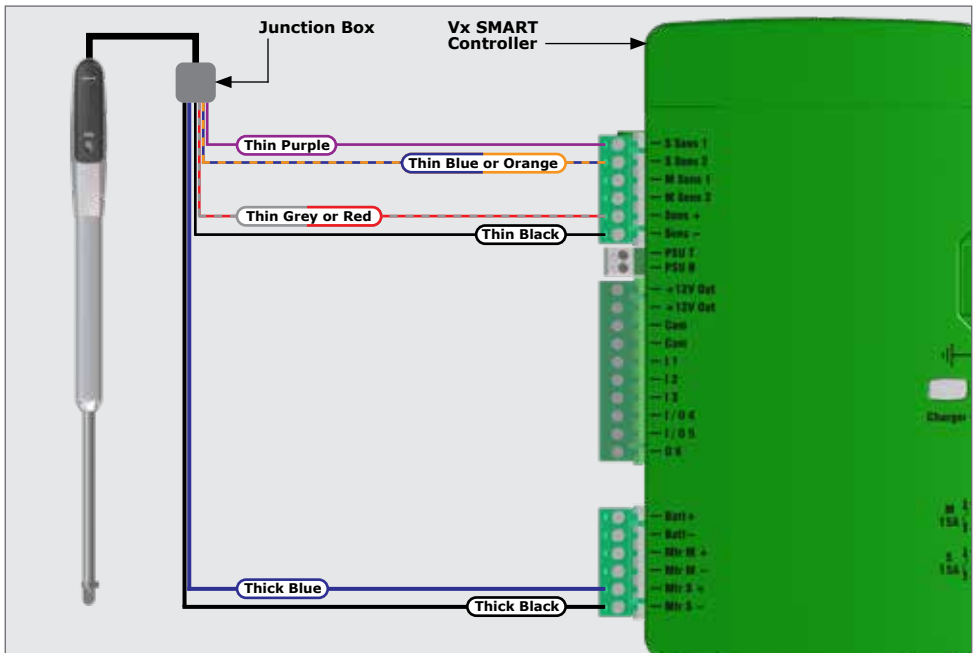 Junction Box
Vx SMART
Controller
Thin Purple
Thin Blue or Orange
Thin Grey or Red
Thin Black
Thick Blue
Thick Black
S Sens 1
S Sens 2
M Sens 1
M Sens 2
Sens +
Sens –
PSU T
PSU R
+12V Out
+12V Out
Com
Com
I 1
I 2
I 3
I / O 4
I / O 5
O 6
Batt+
Batt–
Mtr M +
Mtr M –
Mtr S +
Mtr S –
Charger
M
15A
S
15A